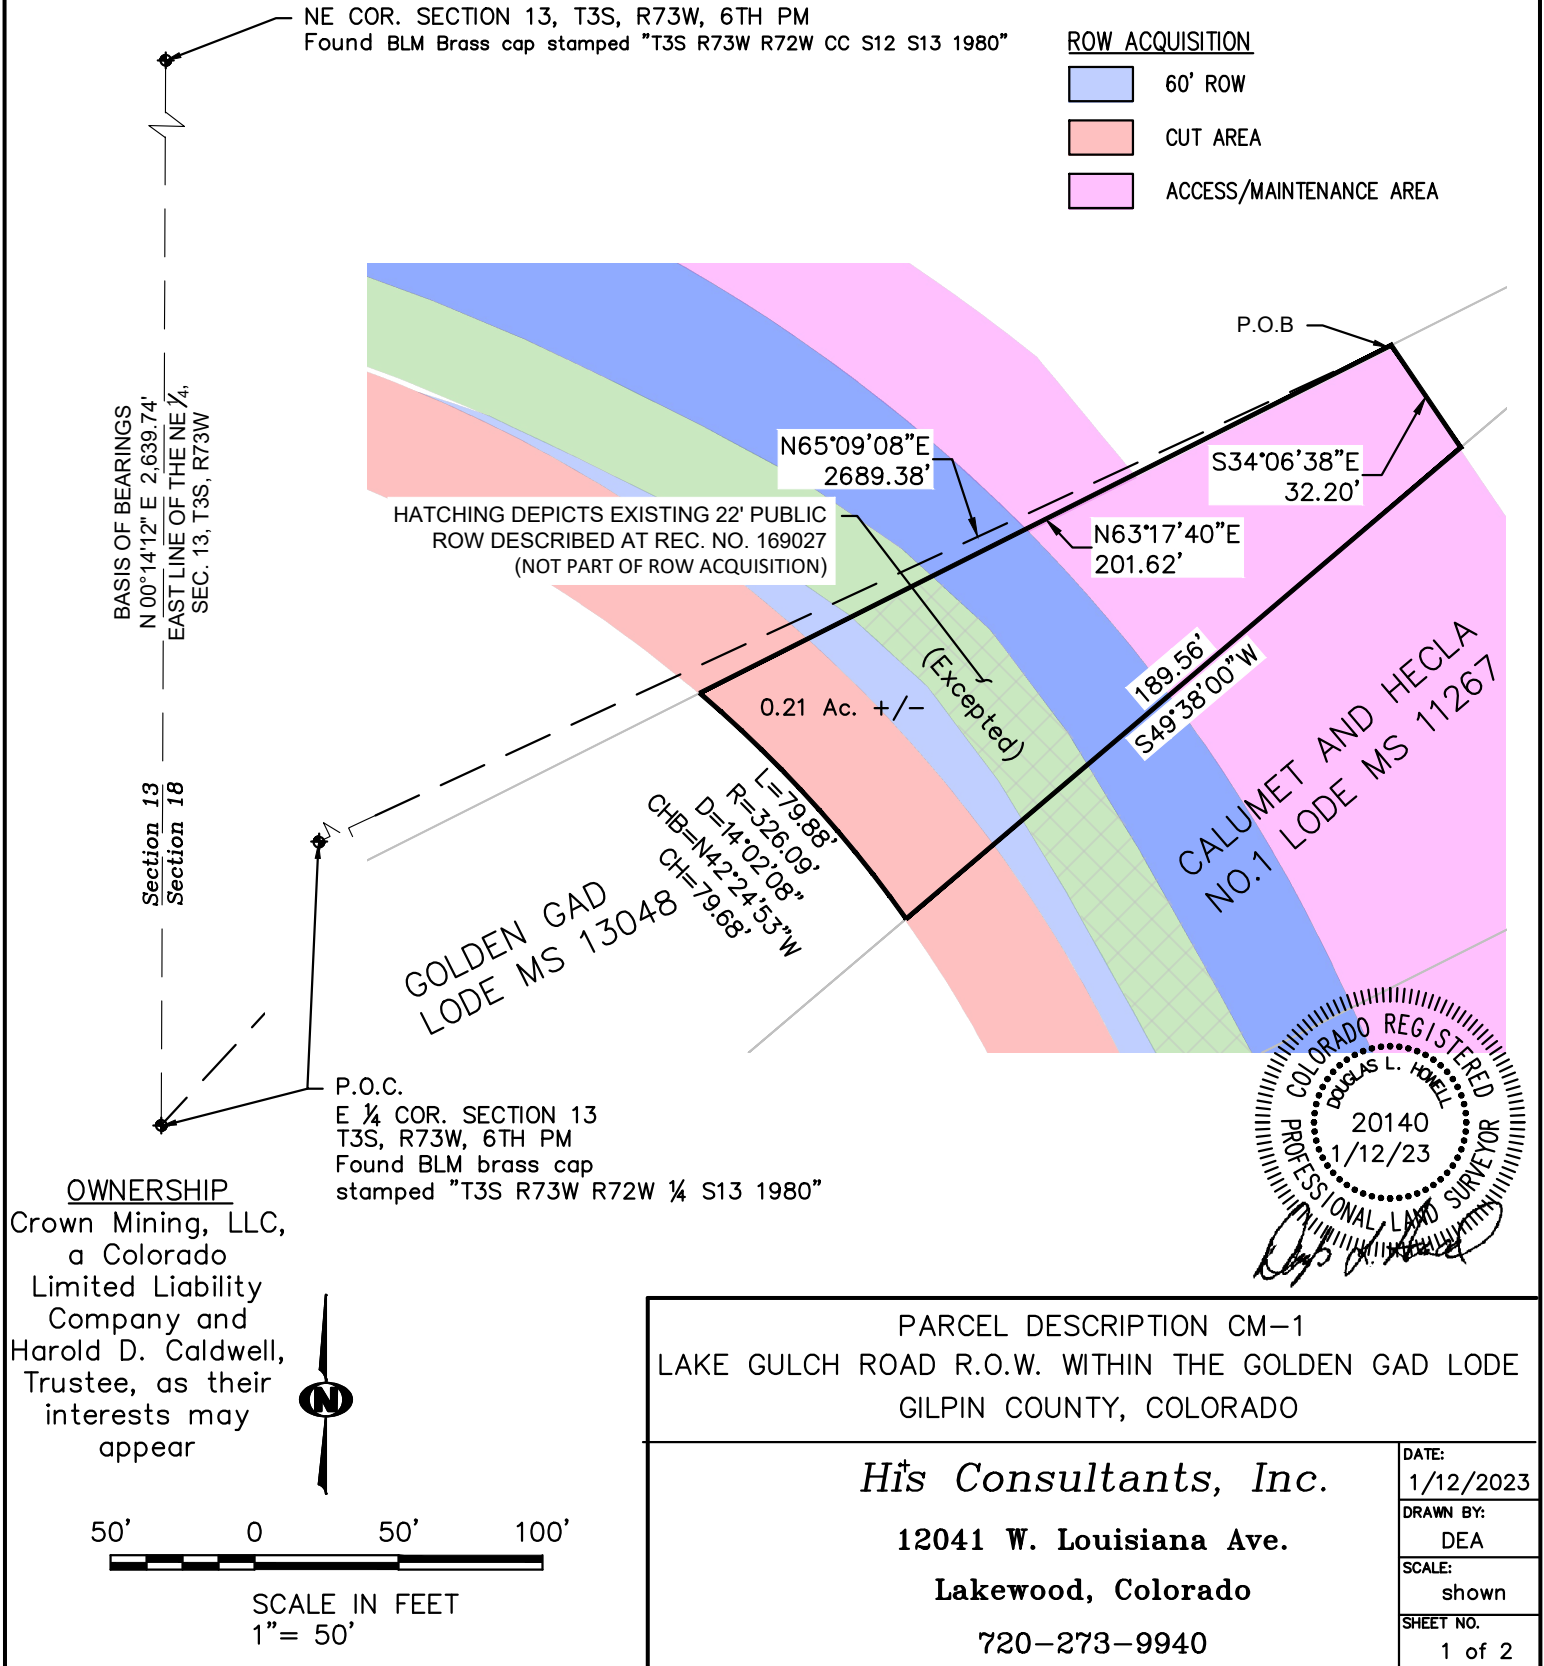 NE COR. SECTION 13, T3S, R73W, 6TH PM
Found BLM Brass cap stamped "T3S R73W R72W CC S12 S13 1980"
ROW ACQUISITION
60' ROW
CUT AREA
ACCESS/MAINTENANCE AREA
P.O.B
BASIS OF BEARINGS
N 00°14'12" E 2,639.74'
EAST LINE OF THE NE ¼,
SEC. 13, T3S, R73W
N65°09'08"E
2689.38'
S34°06'38"E
32.20'
HATCHING DEPICTS EXISTING 22' PUBLIC
ROW DESCRIBED AT REC. NO. 169027
(NOT PART OF ROW ACQUISITION)
N63°17'40"E
201.62'
(Excepted)
0.21 Ac. +/-
189.56'
S49°38'00"W
CALUMET AND HECLA
NO.1 LODE MS 11267
L=79.88'
R=326.09'
D=14°02'08"
CHB=N42°24'53"W
CH=79.68'
Section 13
Section 18
GOLDEN GAD
LODE MS 13048
P.O.C.
E ¼ COR. SECTION 13
T3S, R73W, 6TH PM
Found BLM brass cap
stamped "T3S R73W R72W ¼ S13 1980"
COLORADO REGISTERED
DOUGLAS L. HOWELL
20140
1/12/23
PROFESSIONAL LAND SURVEYOR
OWNERSHIP
Crown Mining, LLC,
a Colorado
Limited Liability
Company and
Harold D. Caldwell,
Trustee, as their
interests may
appear
N
50' 0 50' 100'
SCALE IN FEET
1"= 50'
PARCEL DESCRIPTION CM-1
LAKE GULCH ROAD R.O.W. WITHIN THE GOLDEN GAD LODE
GILPIN COUNTY, COLORADO
His Consultants, Inc.
12041 W. Louisiana Ave.
Lakewood, Colorado
720-273-9940
DATE:
1/12/2023
DRAWN BY:
DEA
SCALE:
shown
SHEET NO.
1 of 2